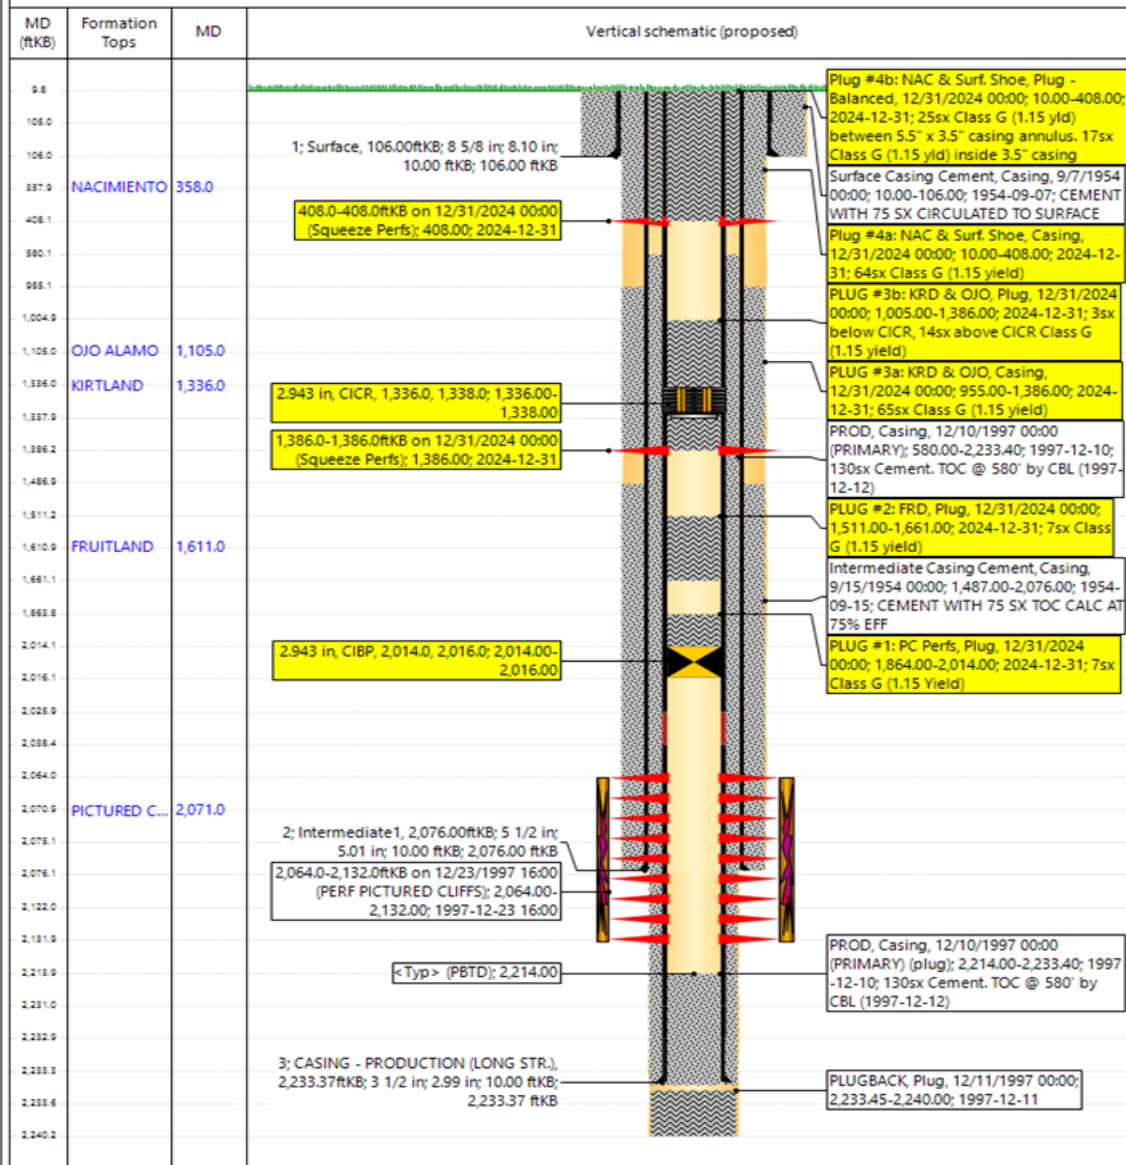 MD
(ftKB)
Formation
Tops
MD
Vertical schematic (proposed)
9.8
105.0
106.0
357.9
408.1
580.1
955.1
1,004.9
1,105.0
1,336.0
1,337.9
1,386.2
1,486.9
1,511.2
1,610.9
1,661.1
1,863.8
2,014.1
2,016.1
2,025.9
2,038.4
2,064.0
2,070.9
2,075.1
2,076.1
2,122.0
2,131.9
2,213.9
2,231.0
2,232.9
2,233.3
2,233.6
2,240.2
NACIMIENTO 358.0
OJO ALAMO 1,105.0
KIRTLAND 1,336.0
FRUITLAND 1,611.0
PICTURED C... 2,071.0
1; Surface, 106.00ftKB; 8 5/8 in; 8.10 in;
10.00 ftKB; 106.00 ftKB
408.0-408.0ftKB on 12/31/2024 00:00
(Squeeze Perfs); 408.00; 2024-12-31
2.943 in, CICR, 1,336.0, 1,338.0; 1,336.00-
1,338.00
1,386.0-1,386.0ftKB on 12/31/2024 00:00
(Squeeze Perfs); 1,386.00; 2024-12-31
2.943 in, CIBP, 2,014.0, 2,016.0; 2,014.00-
2,016.00
2; Intermediate1, 2,076.00ftKB; 5 1/2 in;
5.01 in; 10.00 ftKB; 2,076.00 ftKB
2,064.0-2,132.0ftKB on 12/23/1997 16:00
(PERF PICTURED CLIFFS); 2,064.00-
2,132.00; 1997-12-23 16:00
<Typ> (PBTD); 2,214.00
3; CASING - PRODUCTION (LONG STR.),
2,233.37ftKB; 3 1/2 in; 2.99 in; 10.00 ftKB;
2,233.37 ftKB
Plug #4b: NAC & Surf. Shoe, Plug -
Balanced, 12/31/2024 00:00; 10.00-408.00;
2024-12-31; 25sx Class G (1.15 yld)
between 5.5" x 3.5" casing annulus. 17sx
Class G (1.15 yld) inside 3.5" casing
Surface Casing Cement, Casing, 9/7/1954
00:00; 10.00-106.00; 1954-09-07; CEMENT
WITH 75 SX CIRCULATED TO SURFACE
Plug #4a: NAC & Surf. Shoe, Casing,
12/31/2024 00:00; 10.00-408.00; 2024-12-
31; 64sx Class G (1.15 yield)
PLUG #3b: KRD & OJO, Plug, 12/31/2024
00:00; 1,005.00-1,386.00; 2024-12-31; 3sx
below CICR, 14sx above CICR Class G
(1.15 yield)
PLUG #3a: KRD & OJO, Casing,
12/31/2024 00:00; 955.00-1,386.00; 2024-
12-31; 65sx Class G (1.15 yield)
PROD, Casing, 12/10/1997 00:00
(PRIMARY); 580.00-2,233.40; 1997-12-10;
130sx Cement. TOC @ 580' by CBL (1997-
12-12)
PLUG #2: FRD, Plug, 12/31/2024 00:00;
1,511.00-1,661.00; 2024-12-31; 7sx Class
G (1.15 yield)
Intermediate Casing Cement, Casing,
9/15/1954 00:00; 1,487.00-2,076.00; 1954-
09-15; CEMENT WITH 75 SX TOC CALC AT
75% EFF
PLUG #1: PC Perfs, Plug, 12/31/2024
00:00; 1,864.00-2,014.00; 2024-12-31; 7sx
Class G (1.15 Yield)
PROD, Casing, 12/10/1997 00:00
(PRIMARY) (plug); 2,214.00-2,233.40; 1997
-12-10; 130sx Cement. TOC @ 580' by
CBL (1997-12-12)
PLUGBACK, Plug, 12/11/1997 00:00;
2,233.45-2,240.00; 1997-12-11